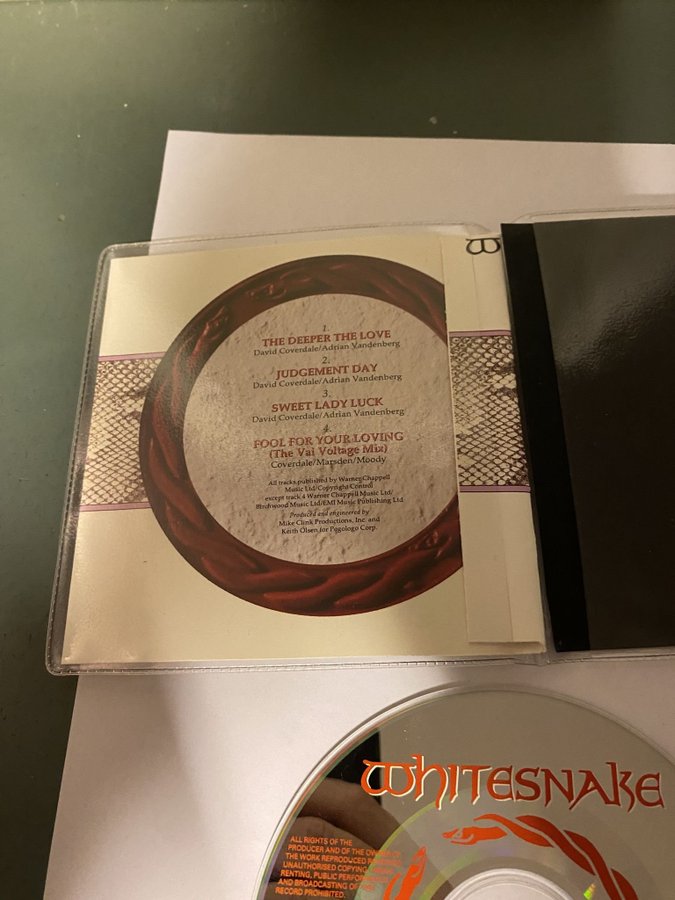 1.
THE DEEPER THE LOVE
David Coverdale/Adrian Vandenberg
2.
JUDGEMENT DAY
David Coverdale/Adrian Vandenberg
3.
SWEET LADY LUCK
David Coverdale/Adrian Vandenberg
4.
FOOL FOR YOUR LOVING
(The Vai Voltage Mix)
Coverdale/Marsden/Moody
All tracks published by Warner Chappell
Music Ltd/Copyright Control
except track 4 Warner Chappell Music Ltd/
Birchwood Music Ltd/EMI Music Publishing Ltd
Produced and engineered by
Mike Clink Productions, Inc. and
Keith Olsen for Pogologo Corp.
WHITESNAKE
ALL RIGHTS OF THE
PRODUCER AND OF THE OWNER OF
THE WORK REPRODUCED RESERVED
UNAUTHORISED COPYING
RENTING, PUBLIC PERFORMANCE
AND BROADCASTING OF THIS
RECORD PROHIBITED.